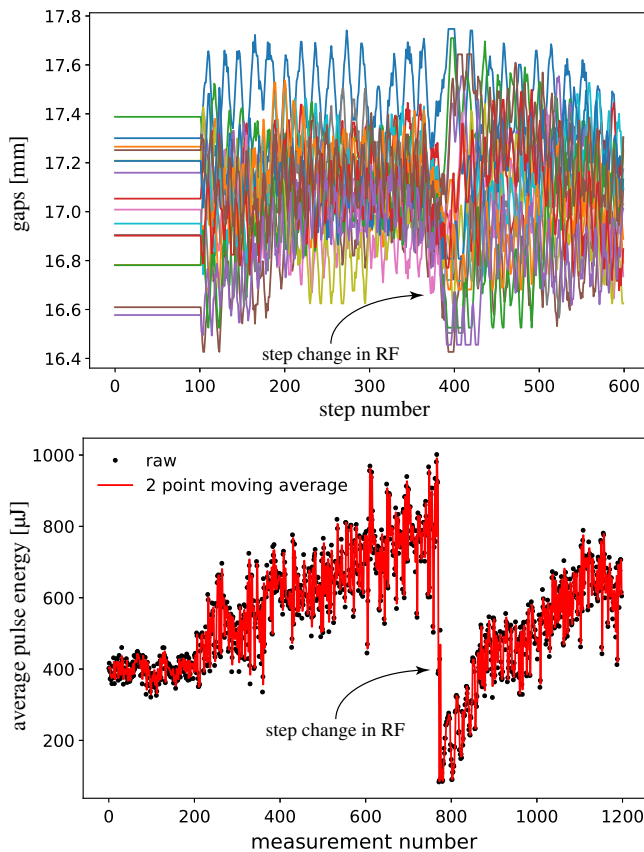 17.8
17.6
17.4
17.2
17.0
16.8
16.6
16.4
gaps [mm]
step change in RF
0 100 200 300 400 500 600
step number
1000
800
600
400
200
average pulse energy [μJ]
raw
2 point moving average
step change in RF
0 200 400 600 800 1000 1200
measurement number